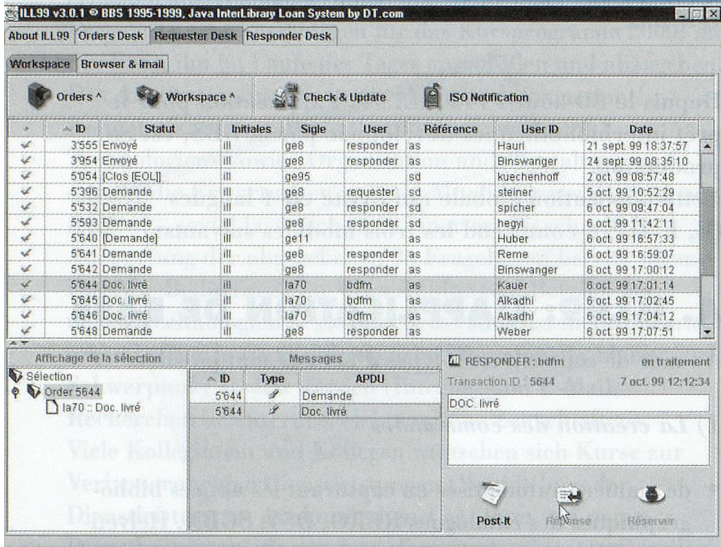 ILL99 v3.0.1 © BBS 1995-1999, Java InterLibrary Loan System by DT.com
About ILL99 Orders Desk Requester Desk Responder Desk
Workspace Browser & Imail
Orders ^ Workspace ^ Check & Update ISO Notification
ID Statut Initiales Sigle User Référence User ID Date
3'555 Envoyé ill ge8 responder as Hauri 21 sept. 99 18:37:57
3'954 Envoyé ill ge8 responder as Binswanger 24 sept. 99 08:35:10
5'054 [Clos [EOL]] ill ge95 sd kuechenhoff 2 oct. 99 08:57:48
5'396 Demande ill ge8 requester sd steiner 5 oct. 99 10:52:29
5'532 Demande ill ge8 responder sd spicher 6 oct. 99 09:47:04
5'593 Demande ill ge8 responder sd hegyi 6 oct. 99 11:42:11
5'640 [Demande] ill ge11 as Huber 6 oct. 99 16:57:33
5'641 Demande ill ge8 responder as Reme 6 oct. 99 16:59:07
5'642 Demande ill ge8 responder as Binswanger 6 oct. 99 17:00:12
5'644 Doc. livré ill la70 bdfm as Kauer 6 oct. 99 17:01:14
5'645 Doc. livré ill la70 bdfm as Alkadhi 6 oct. 99 17:02:45
5'646 Doc. livré ill la70 bdfm as Alkadhi 6 oct. 99 17:04:12
5'648 Demande ill ge8 responder as Weber 6 oct. 99 17:07:51
Affichage de la sélection Messages RESPONDER : bdfm en traitement
Sélection ID Type APDU Transaction ID : 5644 7 oct. 99 12:12:34
Order 5644 5'644 Demande DOC. livré
la70 :: Doc. livré 5'644 Doc. livré
Post-It Réponse Réserver